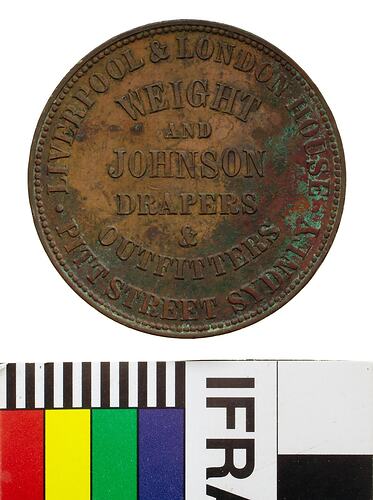 LIVERPOOL & LONDON HOUSE
WEIGHT
AND
JOHNSON
DRAPERS
&
OUTFITTERS
PITT STREET SYDNEY
IFRA